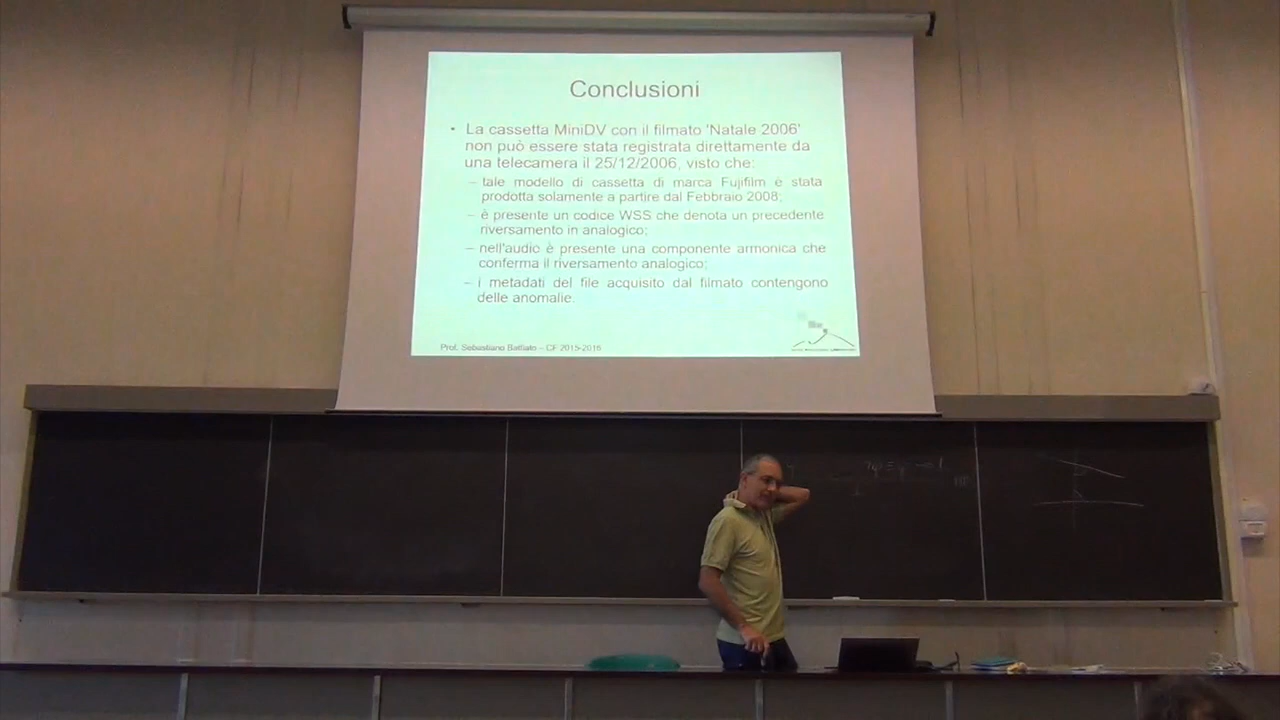 Conclusioni
• La cassetta MiniDV con il filmato 'Natale 2006'
non può essere stata registrata direttamente da
una telecamera il 25/12/2006, visto che:
– tale modello di cassetta di marca Fujifilm è stata
prodotta solamente a partire dal Febbraio 2008;
– è presente un codice WSS che denota un precedente
riversamento in analogico;
– nell'audio è presente una componente armonica che
conferma il riversamento analogico;
– i metadati del file acquisito dal filmato contengono
delle anomalie.
Prof. Sebastiano Battiato – CF 2015-2016